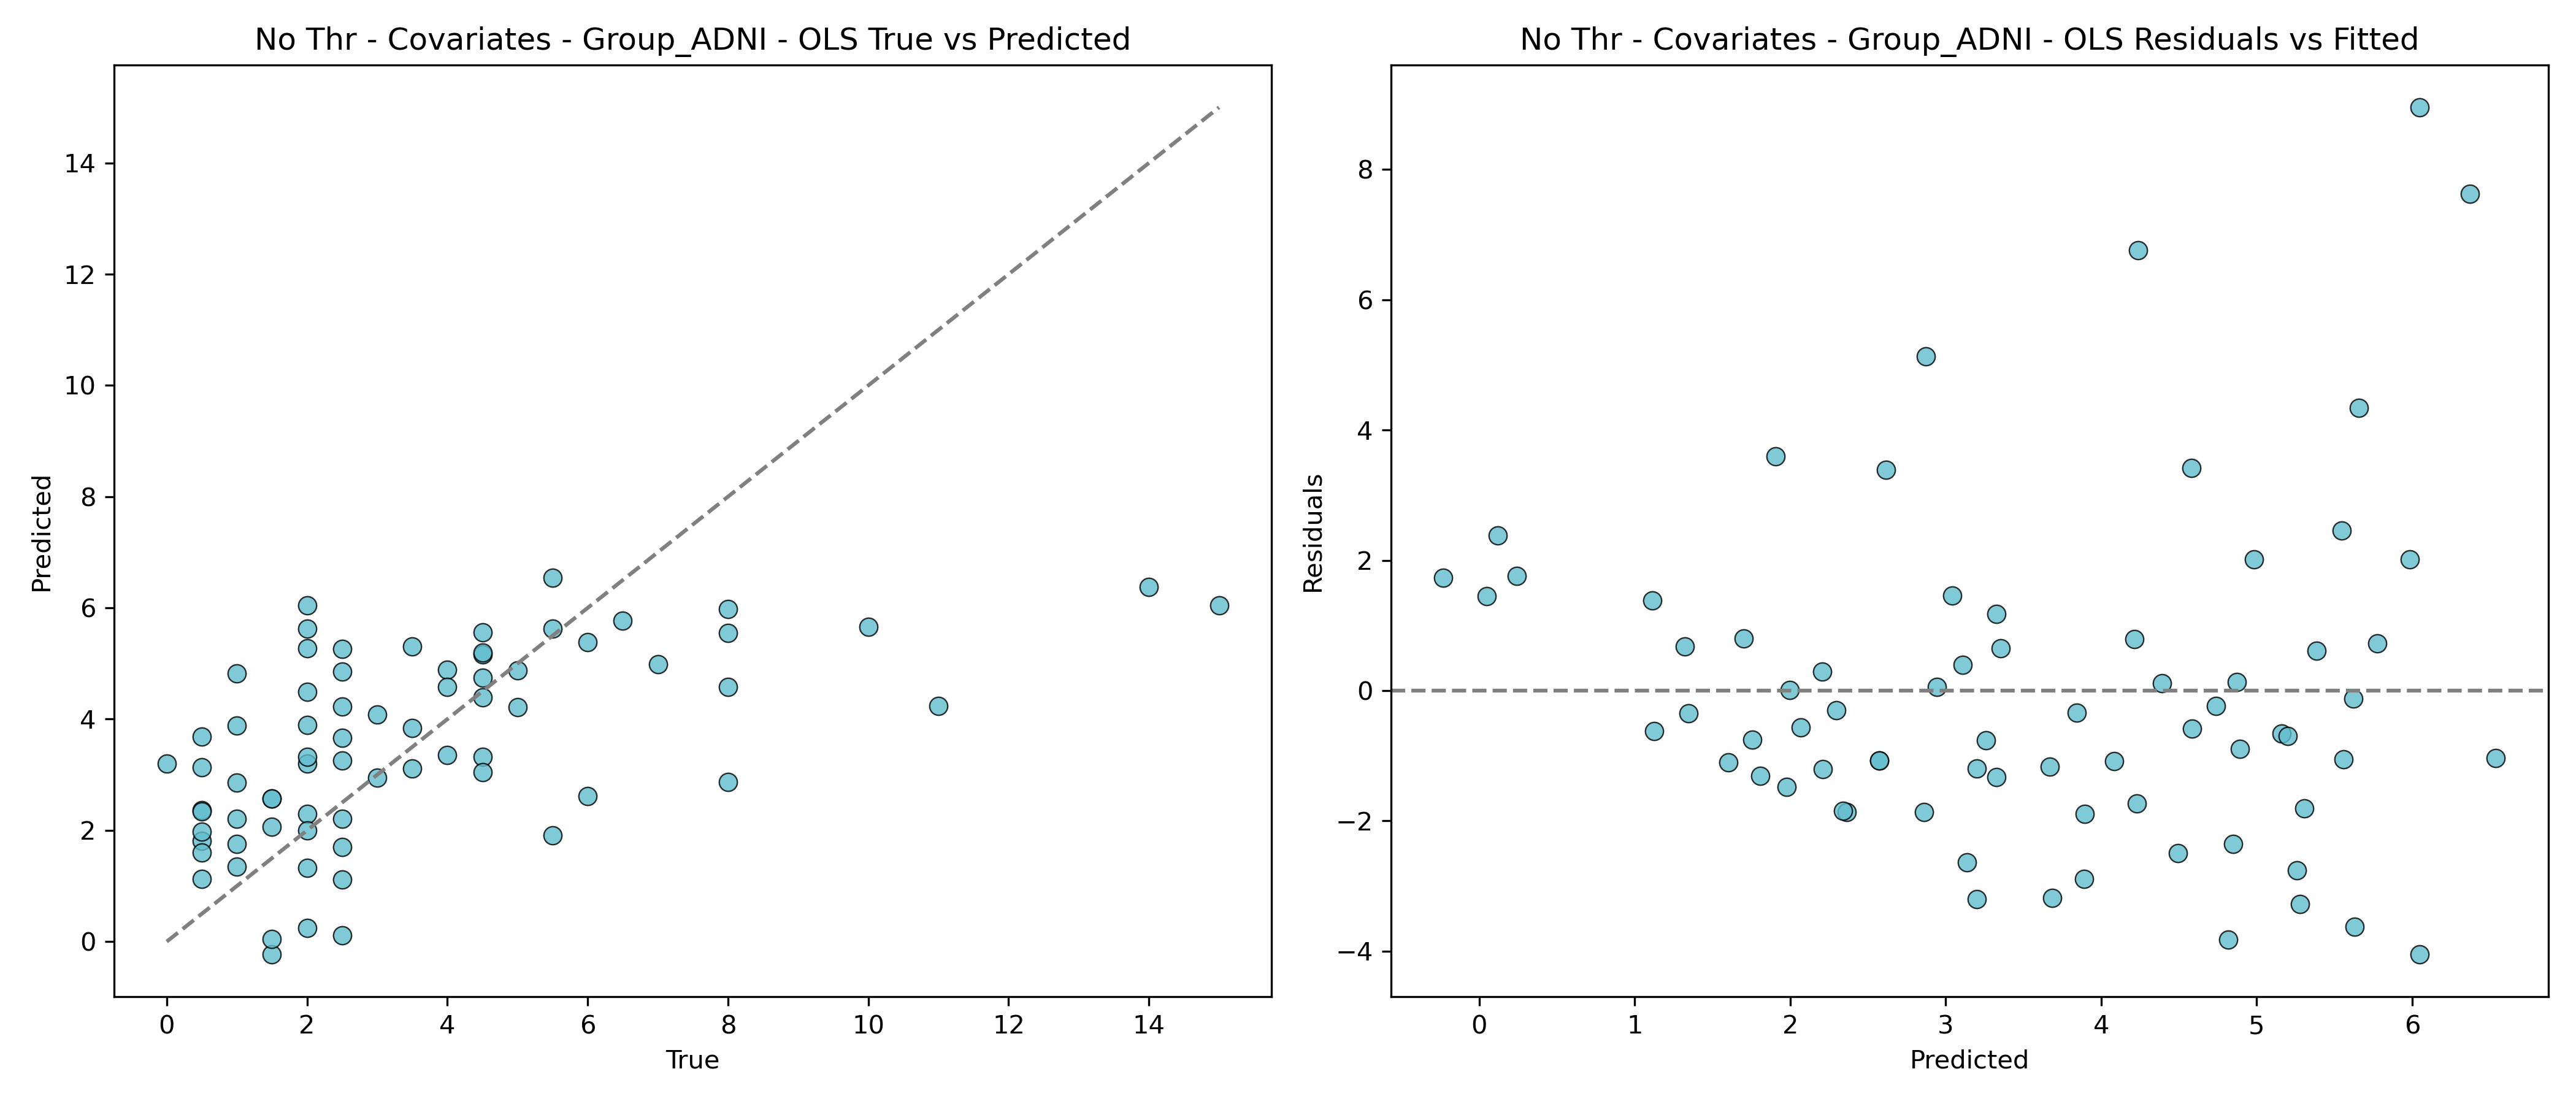 No Thr - Covariates - Group_ADNI - OLS True vs Predicted
14
12
10
8
6
4
2
0
Predicted
0 2 4 6 8 10 12 14
True
No Thr - Covariates - Group_ADNI - OLS Residuals vs Fitted
8
6
4
2
0
−2
−4
Residuals
0 1 2 3 4 5 6
Predicted